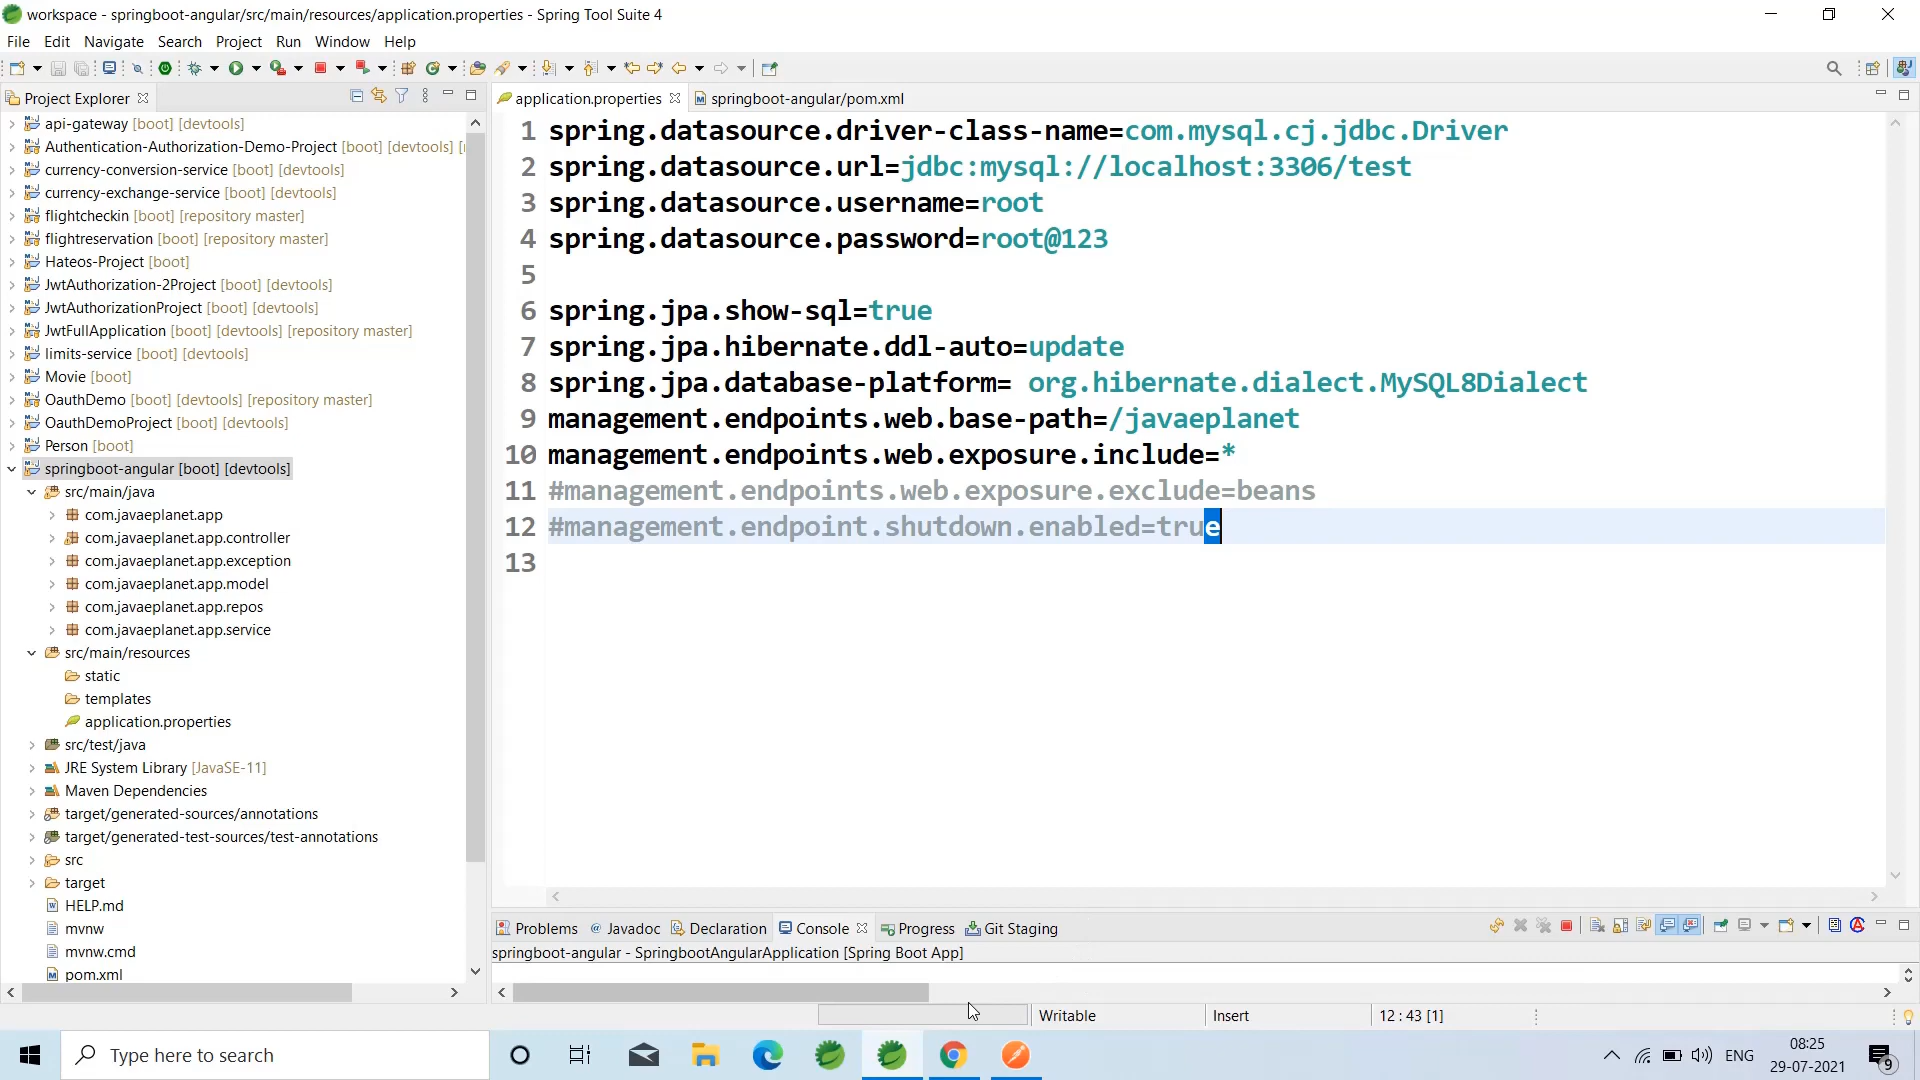 workspace - springboot-angular/src/main/resources/application.properties - Spring Tool Suite 4
File Edit Navigate Search Project Run Window Help
Project Explorer
application.properties
springboot-angular/pom.xml
api-gateway [boot] [devtools]
Authentication-Authorization-Demo-Project [boot] [devtools] [
currency-conversion-service [boot] [devtools]
currency-exchange-service [boot] [devtools]
flightcheckin [boot] [repository master]
flightreservation [boot] [repository master]
Hateos-Project [boot]
JwtAuthorization-2Project [boot] [devtools]
JwtAuthorizationProject [boot] [devtools]
JwtFullApplication [boot] [devtools] [repository master]
limits-service [boot] [devtools]
Movie [boot]
OauthDemo [boot] [devtools] [repository master]
OauthDemoProject [boot] [devtools]
Person [boot]
springboot-angular [boot] [devtools]
src/main/java
com.javaeplanet.app
com.javaeplanet.app.controller
com.javaeplanet.app.exception
com.javaeplanet.app.model
com.javaeplanet.app.repos
com.javaeplanet.app.service
src/main/resources
static
templates
application.properties
src/test/java
JRE System Library [JavaSE-11]
Maven Dependencies
target/generated-sources/annotations
target/generated-test-sources/test-annotations
src
target
HELP.md
mvnw
mvnw.cmd
pom.xml
1 spring.datasource.driver-class-name=com.mysql.cj.jdbc.Driver
2 spring.datasource.url=jdbc:mysql://localhost:3306/test
3 spring.datasource.username=root
4 spring.datasource.password=root@123
5
6 spring.jpa.show-sql=true
7 spring.jpa.hibernate.ddl-auto=update
8 spring.jpa.database-platform= org.hibernate.dialect.MySQL8Dialect
9 management.endpoints.web.base-path=/javaeplanet
10 management.endpoints.web.exposure.include=*
11 #management.endpoints.web.exposure.exclude=beans
12 #management.endpoint.shutdown.enabled=true
13
Problems Javadoc Declaration Console Progress Git Staging
springboot-angular - SpringbootAngularApplication [Spring Boot App]
Writable Insert 12 : 43 [1]
Type here to search
ENG
08:25
29-07-2021
9